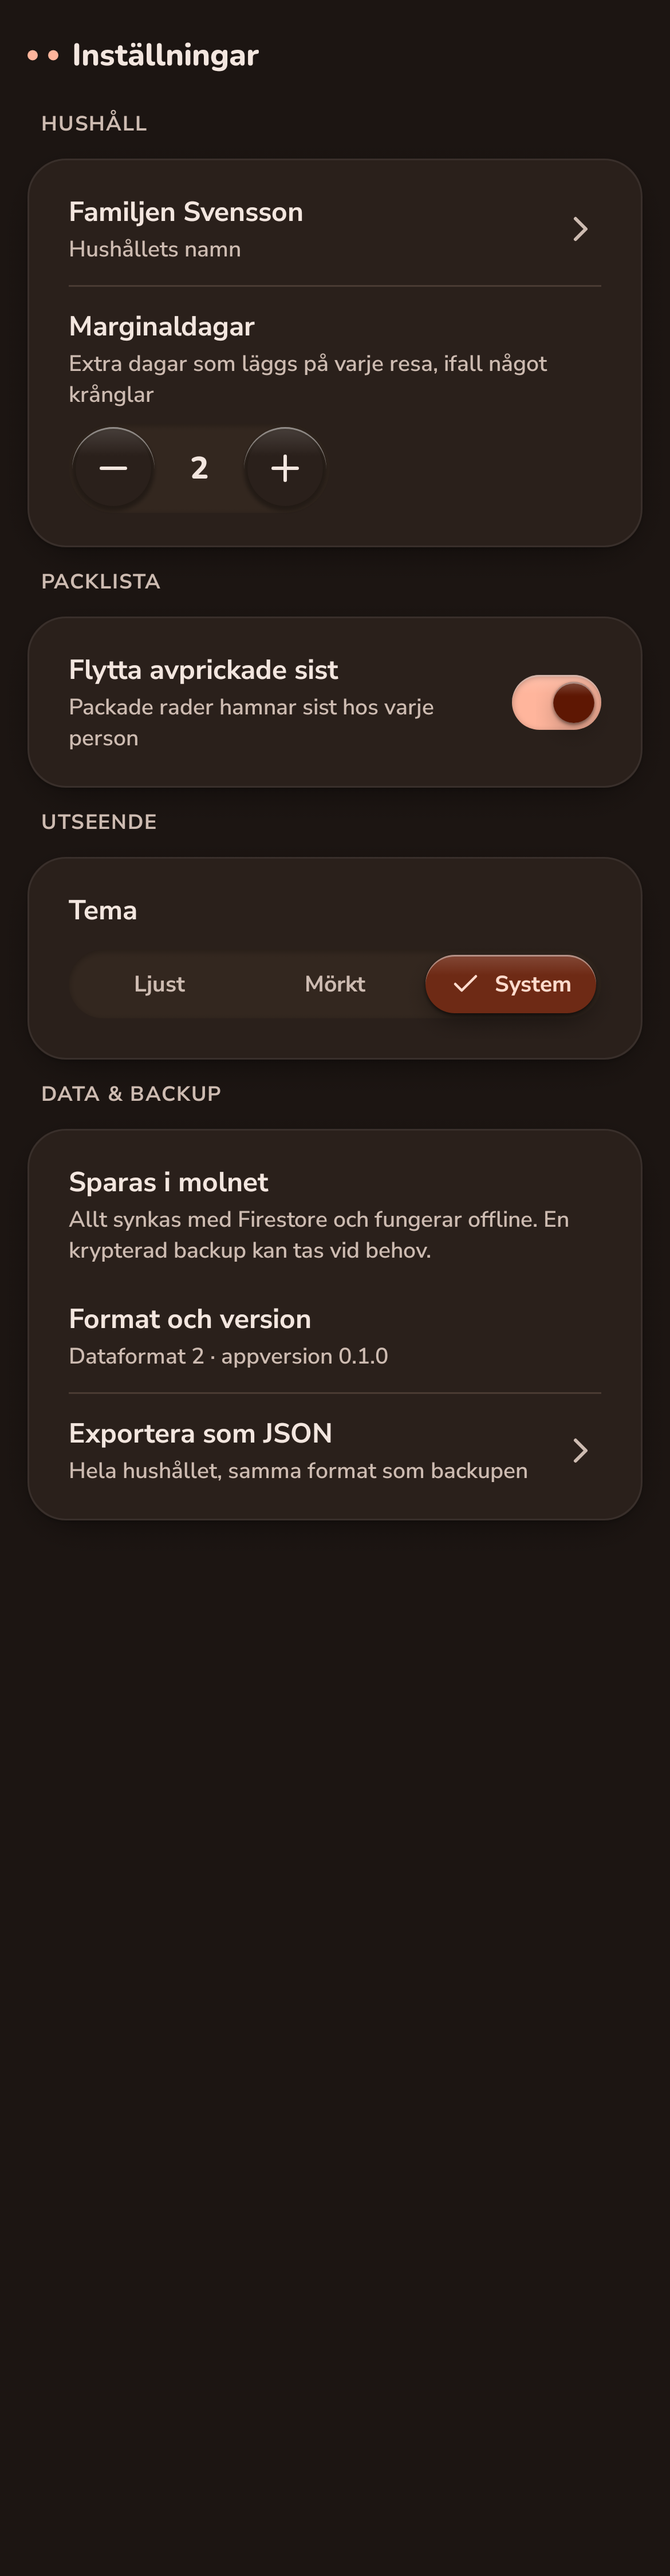 Inställningar
HUSHÅLL
Familjen Svensson
Hushållets namn
Marginaldagar
Extra dagar som läggs på varje resa, ifall något
krånglar
2
PACKLISTA
Flytta avprickade sist
Packade rader hamnar sist hos varje
person
UTSEENDE
Tema
Ljust Mörkt System
DATA & BACKUP
Sparas i molnet
Allt synkas med Firestore och fungerar offline. En
krypterad backup kan tas vid behov.
Format och version
Dataformat 2 · appversion 0.1.0
Exportera som JSON
Hela hushållet, samma format som backupen